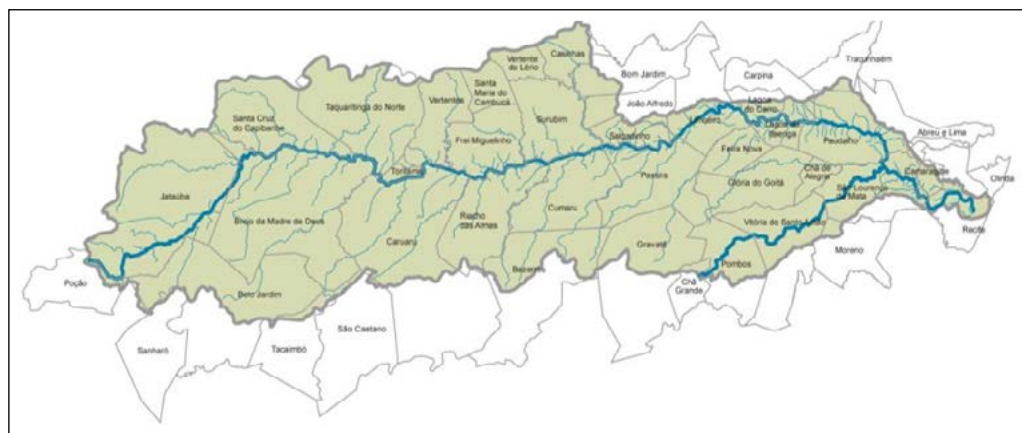 Casinhas
Vertente
do Lério
Bom Jardim
Carpina
Tracunhaém
Taquaritinga do Norte
Vertentes
Santa
Maria do
Cambucá
Surubim
João Alfredo
Lagoa
do Carro
Santa Cruz
do Capibaribe
Frei Miguelinho
Salgadinho
Limoeiro
Lagoa do
Itaenga
Paudalho
Abreu e Lima
Feira Nova
Toritama
Passira
Glória do Goitá
Chã de
Alegria
Camaragibe
Olinda
Jataúba
São Lourenço
da Mata
Brejo da Madre de Deus
Riacho
das Almas
Cumaru
Vitória de Santo Antão
Recife
Caruaru
Gravatá
Moreno
Bezerros
Pombos
Poção
Belo Jardim
Chã
Grande
São Caetano
Sanharó
Tacaimbó